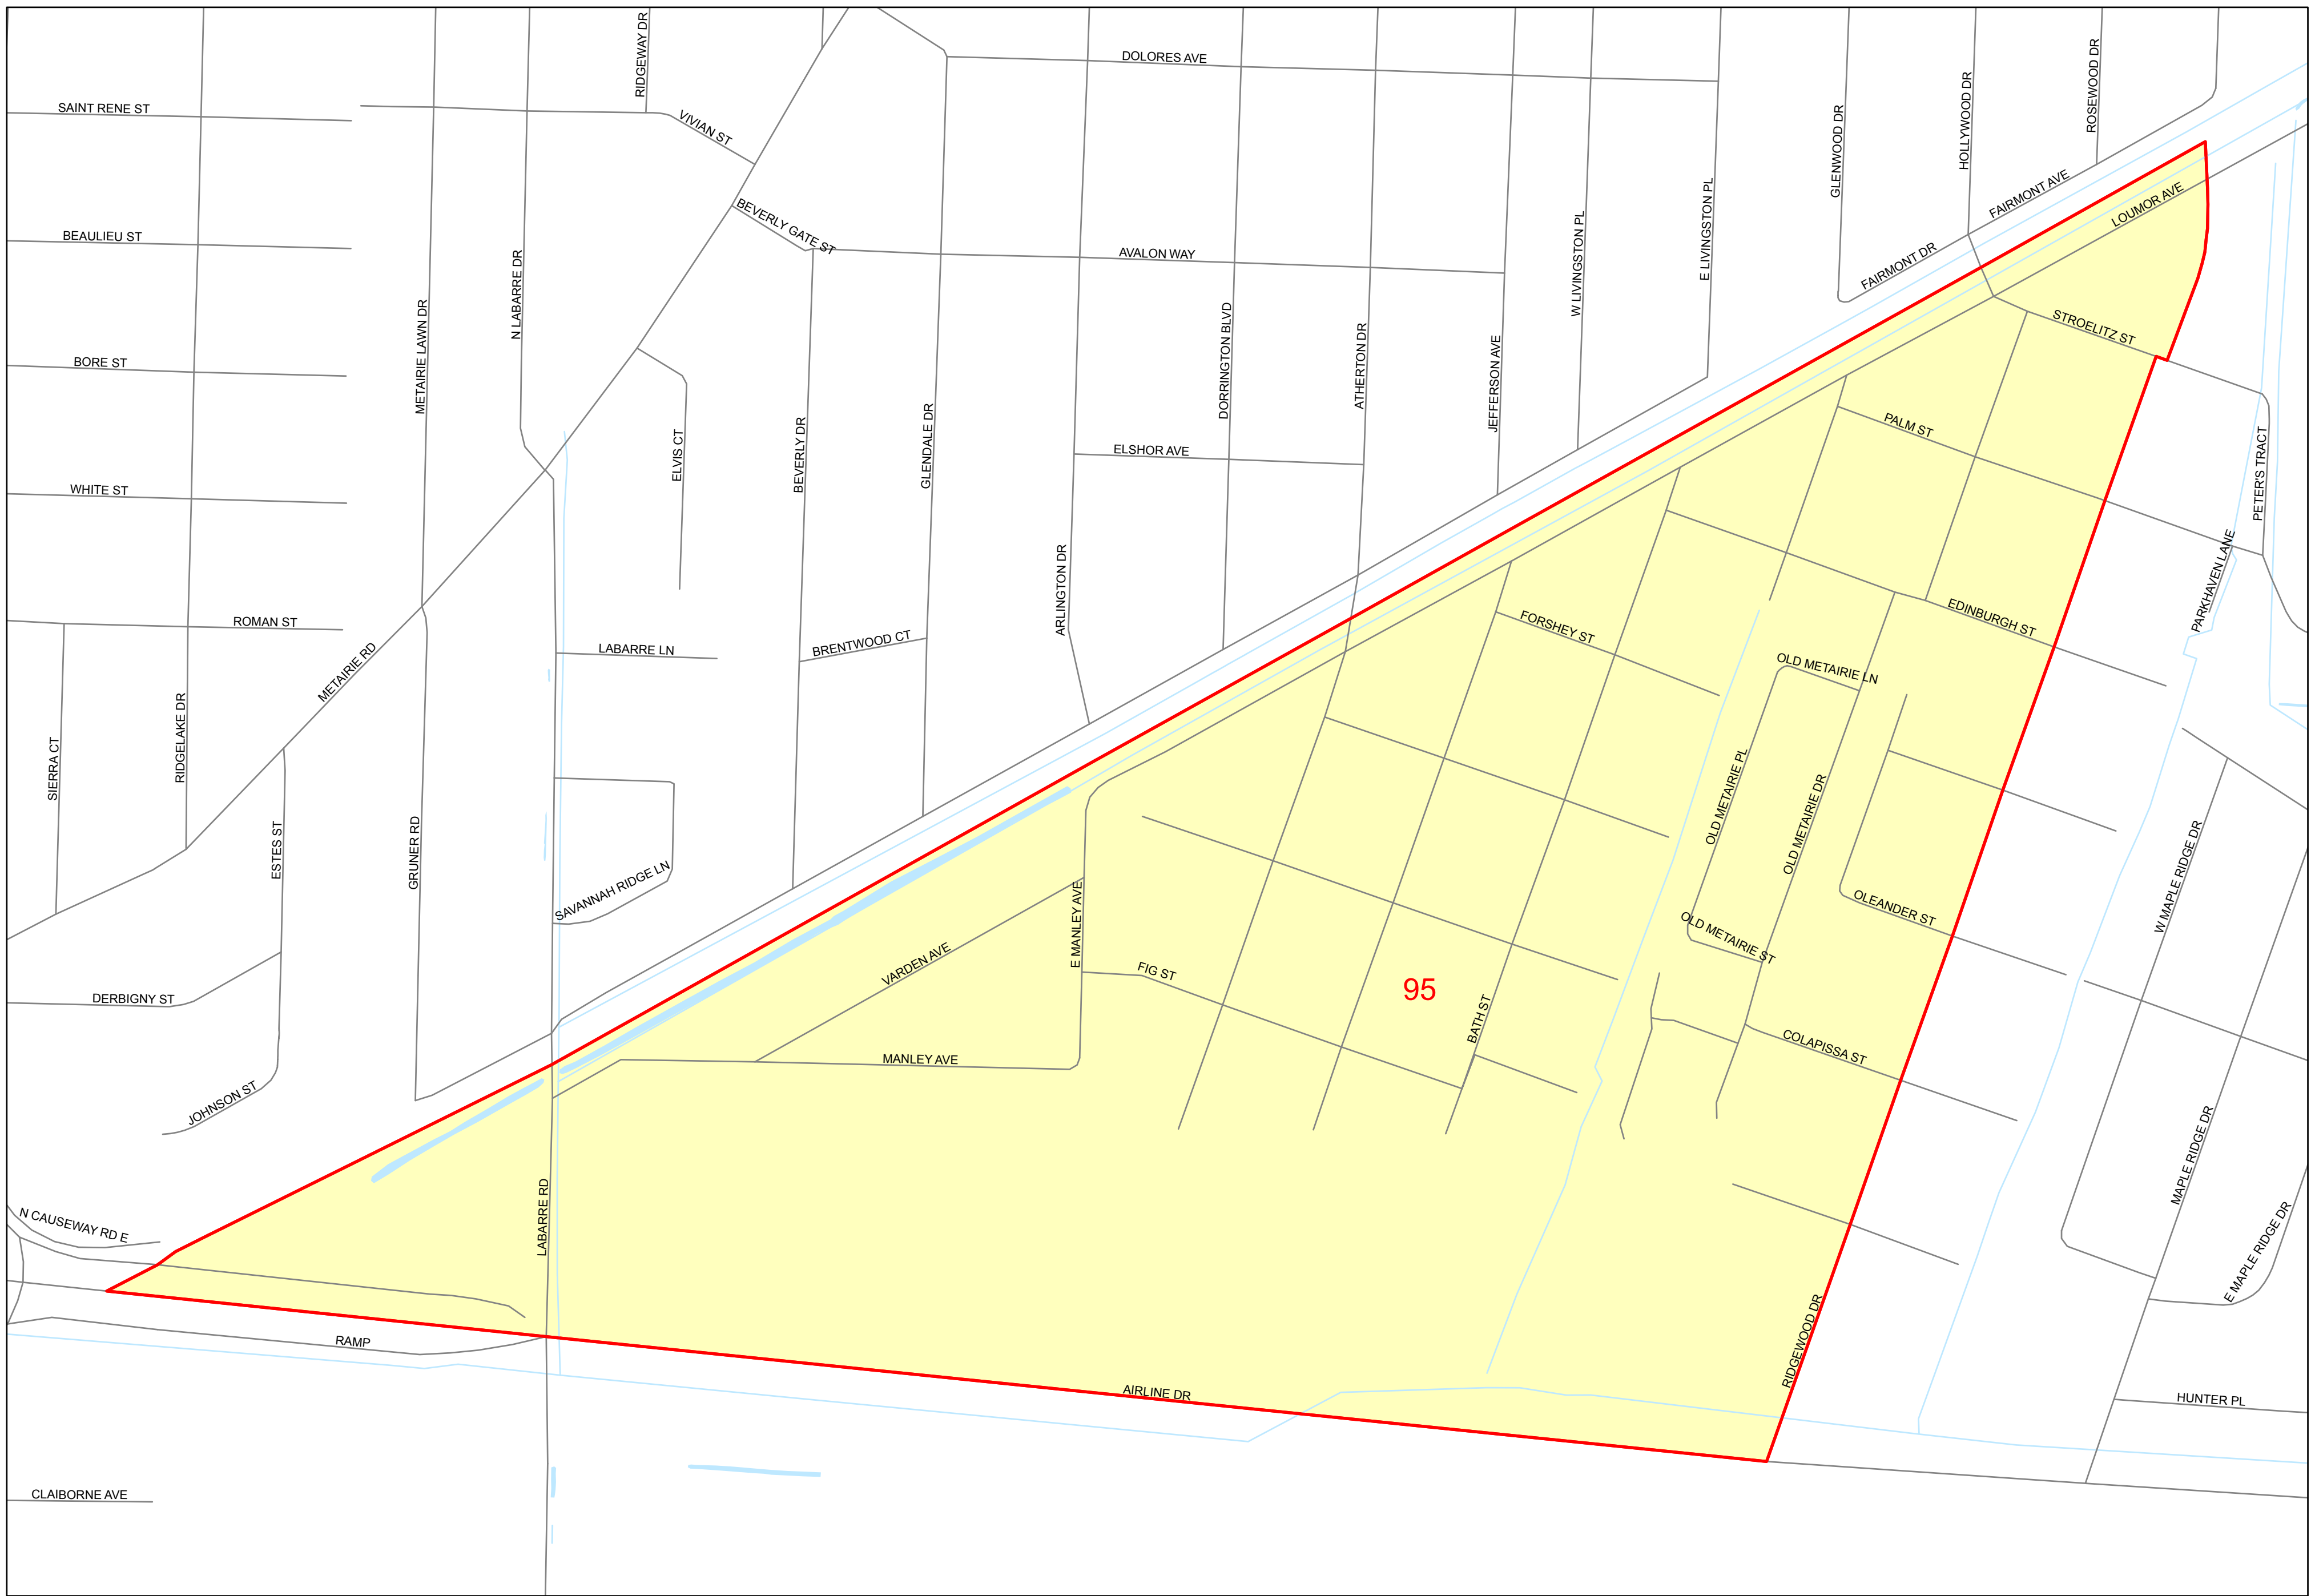 RIDGEWAY DR
DOLORES AVE
ROSEWOOD DR
HOLLYWOOD DR
SAINT RENE ST
VIVIAN ST
GLENWOOD DR
FAIRMONT AVE
LOUMOR AVE
BEVERLY GATE ST
BEAULIEU ST
AVALON WAY
N LABARRE DR
W LIVINGSTON PL
E LIVINGSTON PL
FAIRMONT DR
METAIRIE LAWN DR
DORRINGTON BLVD
ATHERTON DR
JEFFERSON AVE
STROELITZ ST
BORE ST
PALM ST
ELVIS CT
BEVERLY DR
GLENDALE DR
ELSHOR AVE
PETER'S TRACT
WHITE ST
ARLINGTON DR
PARKHAVEN LANE
ROMAN ST
FORSHEY ST
EDINBURGH ST
LABARRE LN
BRENTWOOD CT
METAIRIE RD
OLD METAIRIE LN
RIDGELAKE DR
SIERRA CT
OLD METAIRIE PL
OLD METAIRIE DR
ESTES ST
GRUNER RD
W MAPLE RIDGE DR
SAVANNAH RIDGE LN
OLEANDER ST
E MANLEY AVE
OLD METAIRIE ST
VARDEN AVE
FIG ST
95
DERBIGNY ST
BATH ST
COLAPISSA ST
MANLEY AVE
JOHNSON ST
MAPLE RIDGE DR
LABARRE RD
N CAUSEWAY RD E
E MAPLE RIDGE DR
RIDGEWOOD DR
RAMP
AIRLINE DR
HUNTER PL
CLAIBORNE AVE